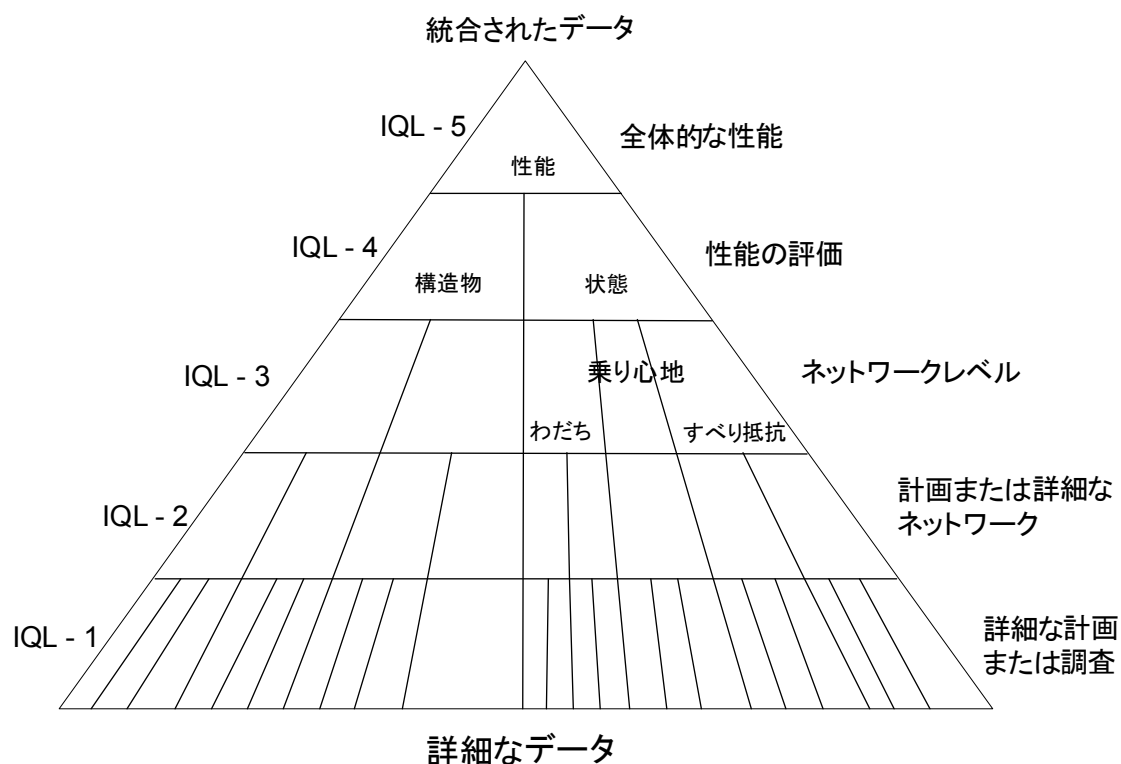 統合されたデータ
IQL - 5
全体的な性能
性能
IQL - 4
性能の評価
構造物
状態
IQL - 3
乗り心地
ネットワークレベル
わだち
すべり抵抗
IQL - 2
計画または詳細な
ネットワーク
IQL - 1
詳細な計画
または調査
詳細なデータ